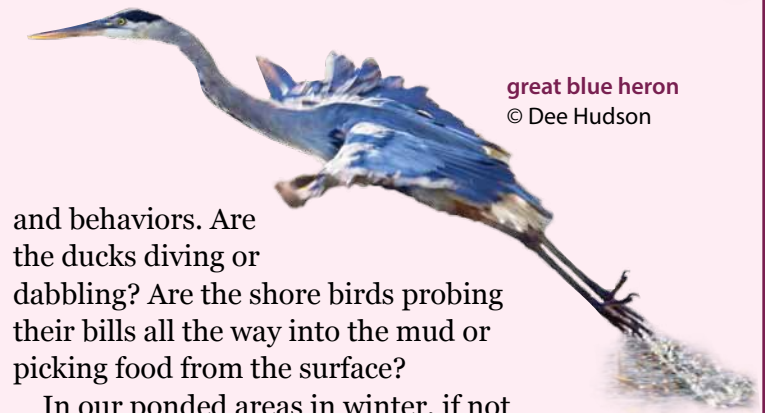 great blue heron
© Dee Hudson
and behaviors. Are
the ducks diving or
dabbling? Are the shore birds probing
their bills all the way into the mud or
picking food from the surface?
In our ponded areas in winter, if not